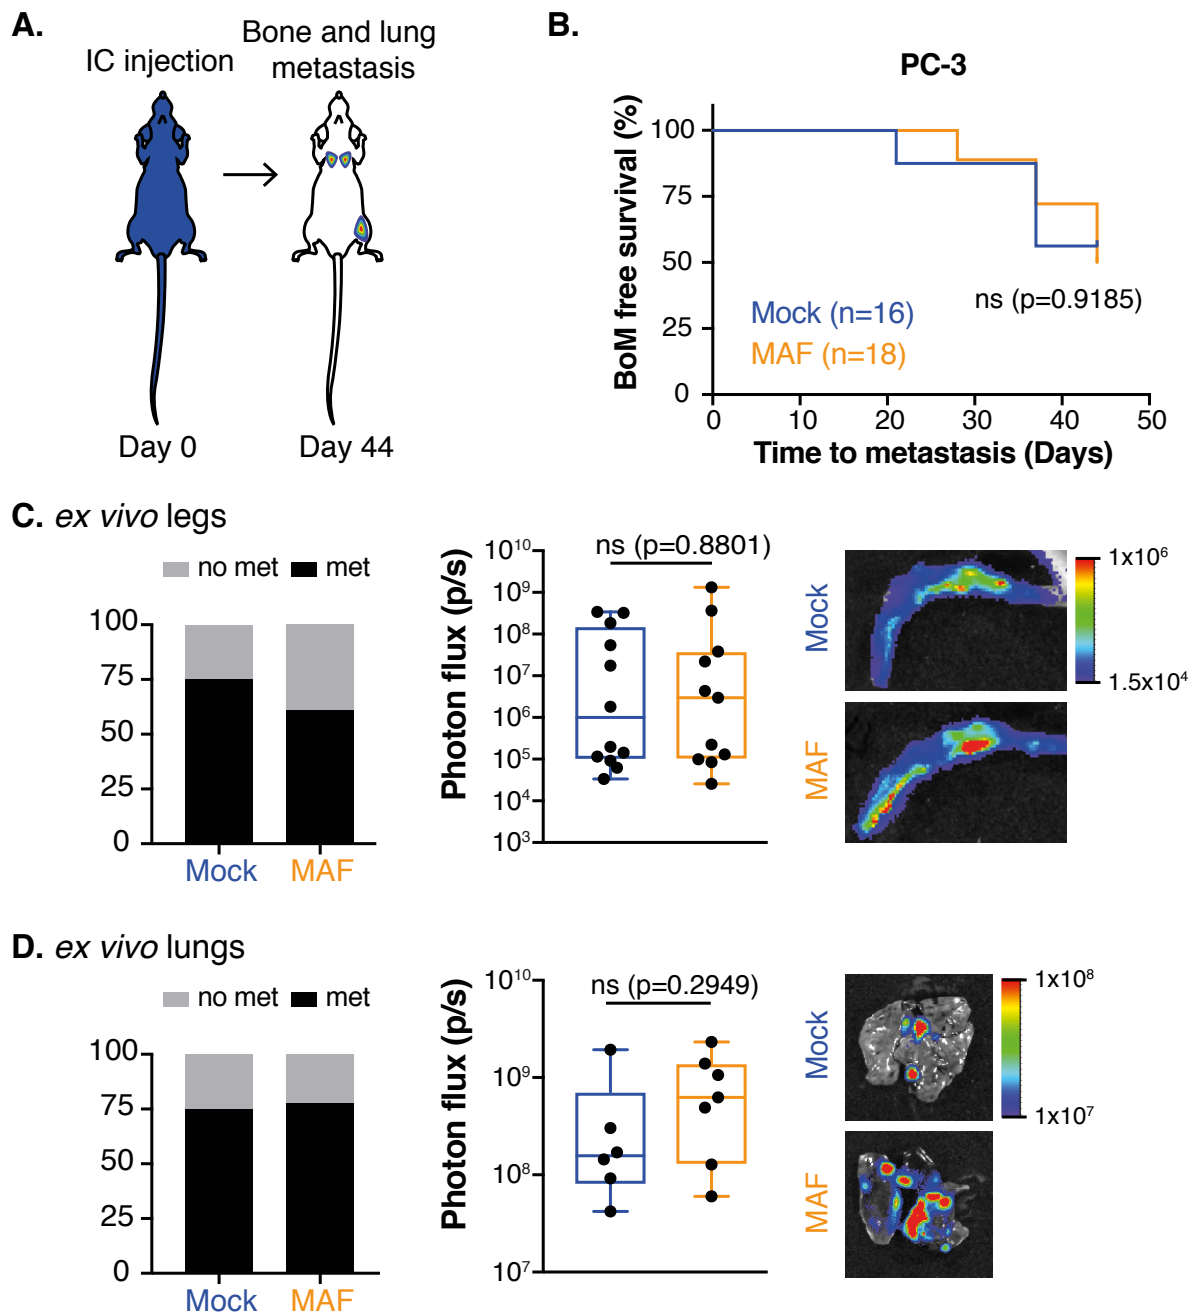 A.
IC injection
Bone and lung
metastasis
Day 0
Day 44
B.
PC-3
BoM free survival (%)
100
75
50
25
0
Mock (n=16)
MAF (n=18)
ns (p=0.9185)
0 10 20 30 40 50
Time to metastasis (Days)
C. ex vivo legs
no met met
100
75
50
25
0
Mock MAF
Photon flux (p/s)
10¹⁰
10⁹
10⁸
10⁷
10⁶
10⁵
10⁴
10³
ns (p=0.8801)
Mock
MAF
1x10⁶
1.5x10⁴
D. ex vivo lungs
no met met
100
75
50
25
0
Mock MAF
Photon flux (p/s)
10¹⁰
10⁹
10⁸
10⁷
ns (p=0.2949)
Mock
MAF
1x10⁸
1x10⁷